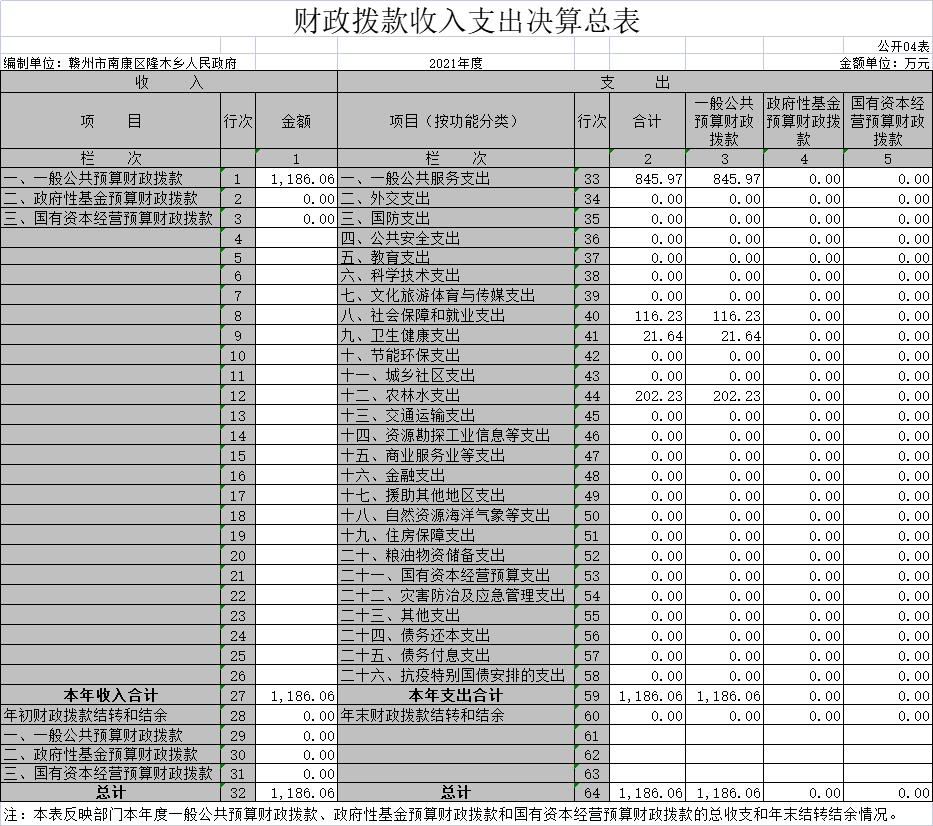 财政拨款收入支出决算总表
公开04表
编制单位：赣州市南康区隆木乡人民政府 2021年度 金额单位：万元
收 入 支 出
项 目 行次 金额 项目（按功能分类） 行次 合计 一般公共预算财政拨款 政府性基金预算财政拨款 国有资本经营预算财政拨款
栏 次 1 栏 次 2 3 4 5
一、一般公共预算财政拨款 1 1,186.06 一、一般公共服务支出 33 845.97 845.97 0.00 0.00
二、政府性基金预算财政拨款 2 0.00 二、外交支出 34 0.00 0.00 0.00 0.00
三、国有资本经营预算财政拨款 3 0.00 三、国防支出 35 0.00 0.00 0.00 0.00
4 四、公共安全支出 36 0.00 0.00 0.00 0.00
5 五、教育支出 37 0.00 0.00 0.00 0.00
6 六、科学技术支出 38 0.00 0.00 0.00 0.00
7 七、文化旅游体育与传媒支出 39 0.00 0.00 0.00 0.00
8 八、社会保障和就业支出 40 116.23 116.23 0.00 0.00
9 九、卫生健康支出 41 21.64 21.64 0.00 0.00
10 十、节能环保支出 42 0.00 0.00 0.00 0.00
11 十一、城乡社区支出 43 0.00 0.00 0.00 0.00
12 十二、农林水支出 44 202.23 202.23 0.00 0.00
13 十三、交通运输支出 45 0.00 0.00 0.00 0.00
14 十四、资源勘探工业信息等支出 46 0.00 0.00 0.00 0.00
15 十五、商业服务业等支出 47 0.00 0.00 0.00 0.00
16 十六、金融支出 48 0.00 0.00 0.00 0.00
17 十七、援助其他地区支出 49 0.00 0.00 0.00 0.00
18 十八、自然资源海洋气象等支出 50 0.00 0.00 0.00 0.00
19 十九、住房保障支出 51 0.00 0.00 0.00 0.00
20 二十、粮油物资储备支出 52 0.00 0.00 0.00 0.00
21 二十一、国有资本经营预算支出 53 0.00 0.00 0.00 0.00
22 二十二、灾害防治及应急管理支出 54 0.00 0.00 0.00 0.00
23 二十三、其他支出 55 0.00 0.00 0.00 0.00
24 二十四、债务还本支出 56 0.00 0.00 0.00 0.00
25 二十五、债务付息支出 57 0.00 0.00 0.00 0.00
26 二十六、抗疫特别国债安排的支出 58 0.00 0.00 0.00 0.00
本年收入合计 27 1,186.06 本年支出合计 59 1,186.06 1,186.06 0.00 0.00
年初财政拨款结转和结余 28 0.00 年末财政拨款结转和结余 60 0.00 0.00 0.00 0.00
一、一般公共预算财政拨款 29 0.00 61
二、政府性基金预算财政拨款 30 0.00 62
三、国有资本经营预算财政拨款 31 0.00 63
总计 32 1,186.06 总计 64 1,186.06 1,186.06 0.00 0.00
注：本表反映部门本年度一般公共预算财政拨款、政府性基金预算财政拨款和国有资本经营预算财政拨款的总收支和年末结转结余情况。